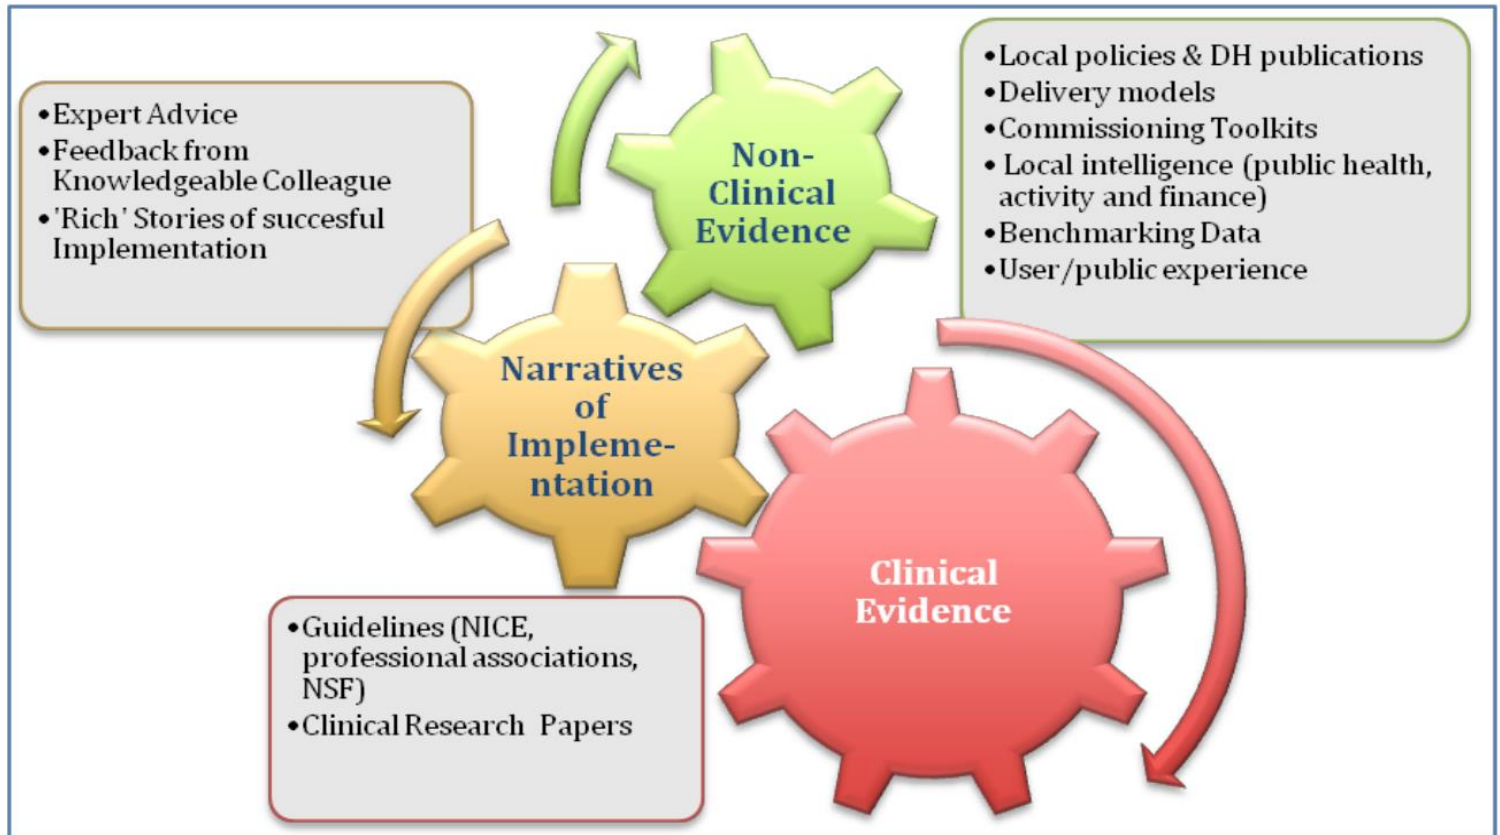 •Expert Advice
•Feedback from
Knowledgeable Colleague
•'Rich' Stories of succesful
Implementation
Non-
Clinical
Evidence
•Local policies & DH publications
•Delivery models
•Commissioning Toolkits
• Local intelligence (public health,
activity and finance)
•Benchmarking Data
•User/public experience
Narratives
of
Impleme-
ntation
Clinical
Evidence
•Guidelines (NICE,
professional associations,
NSF)
•Clinical Research Papers